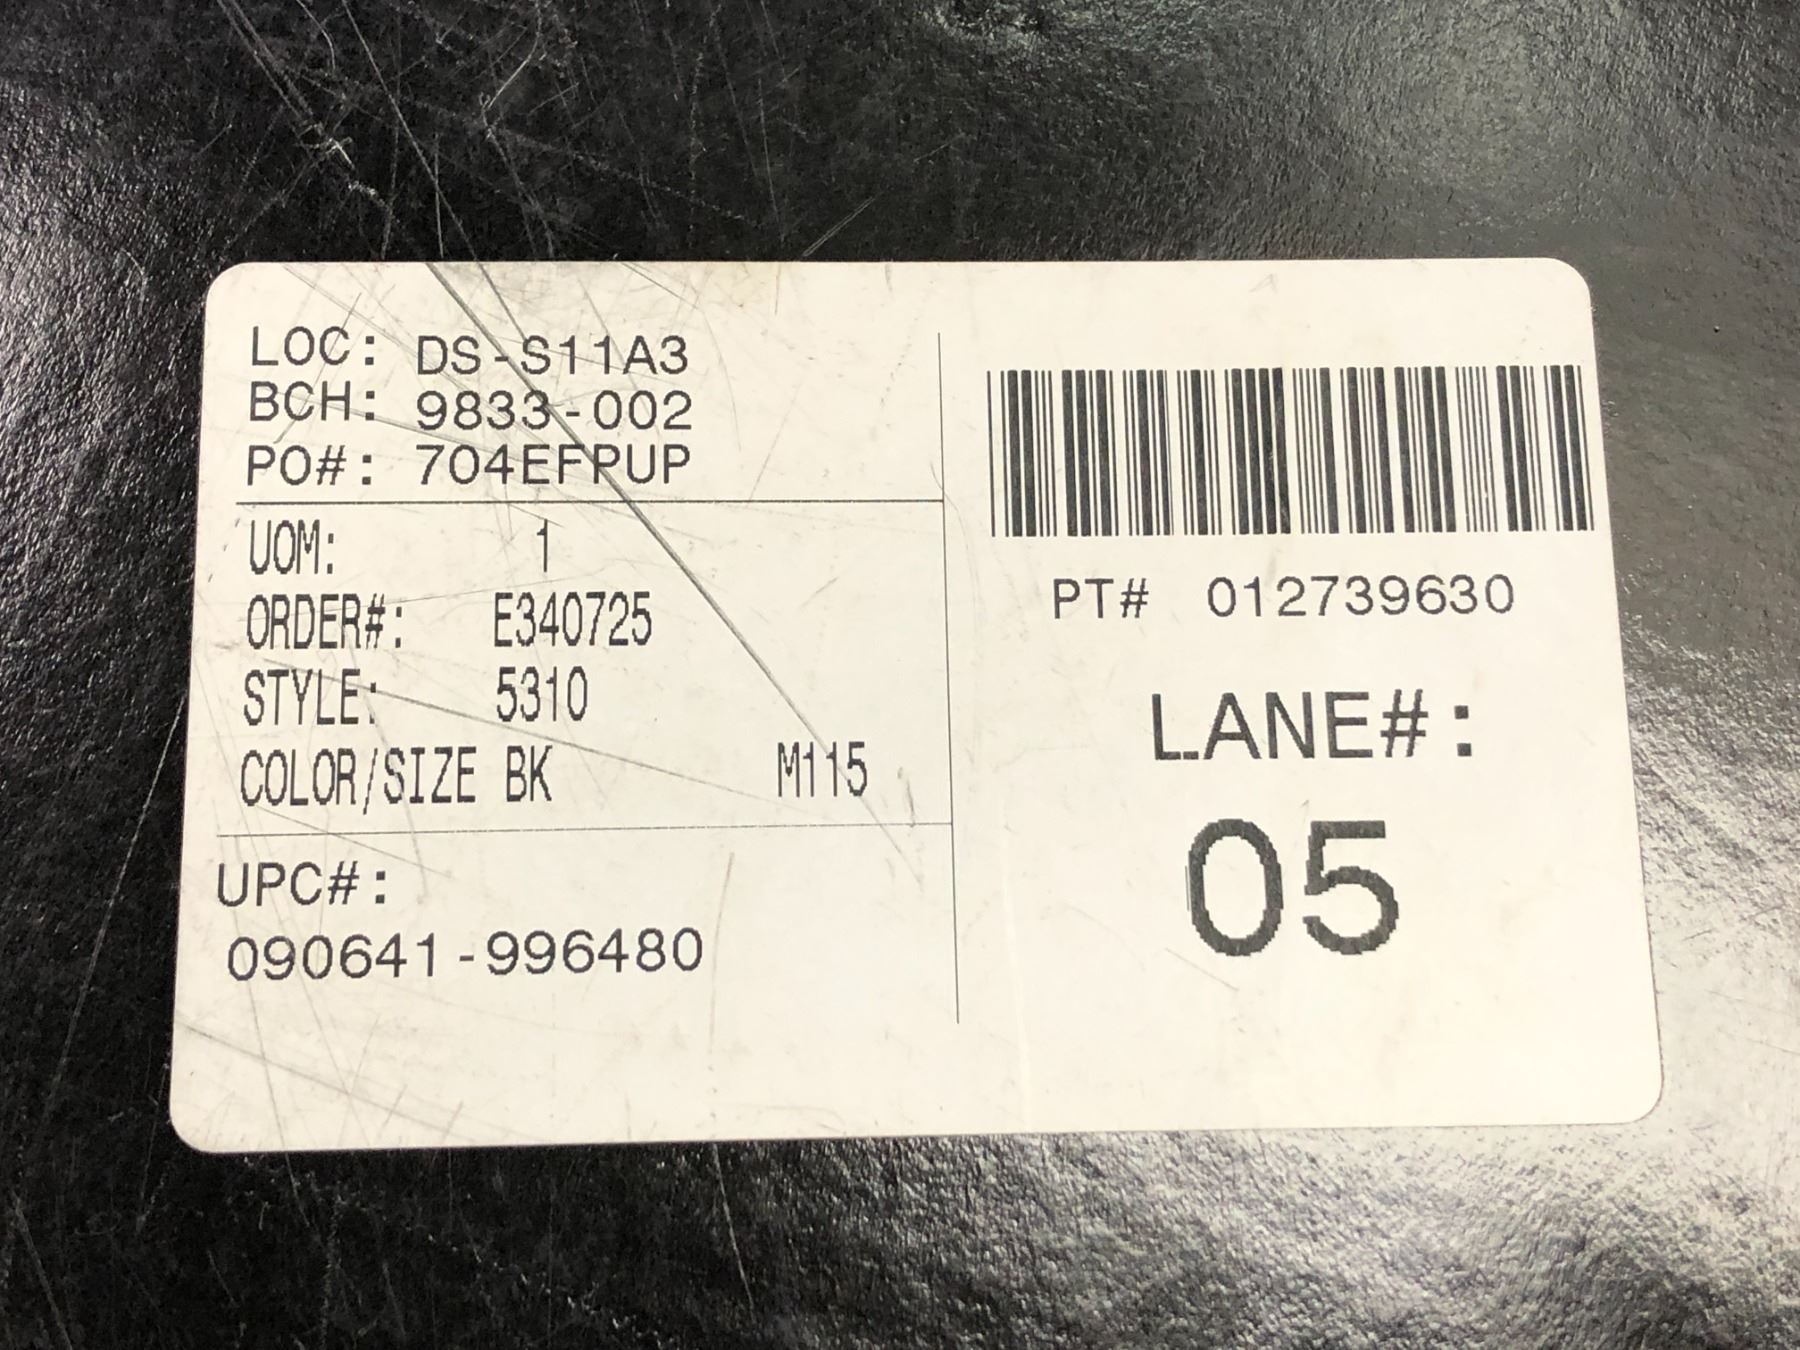 LOC: DS-S11A3
BCH: 9833-002
PO#: 704EFPUP
UOM: 1
ORDER#: E340725
STYLE: 5310
COLOR/SIZE BK M115
UPC#:
090641-996480
PT# 012739630
LANE#:
05